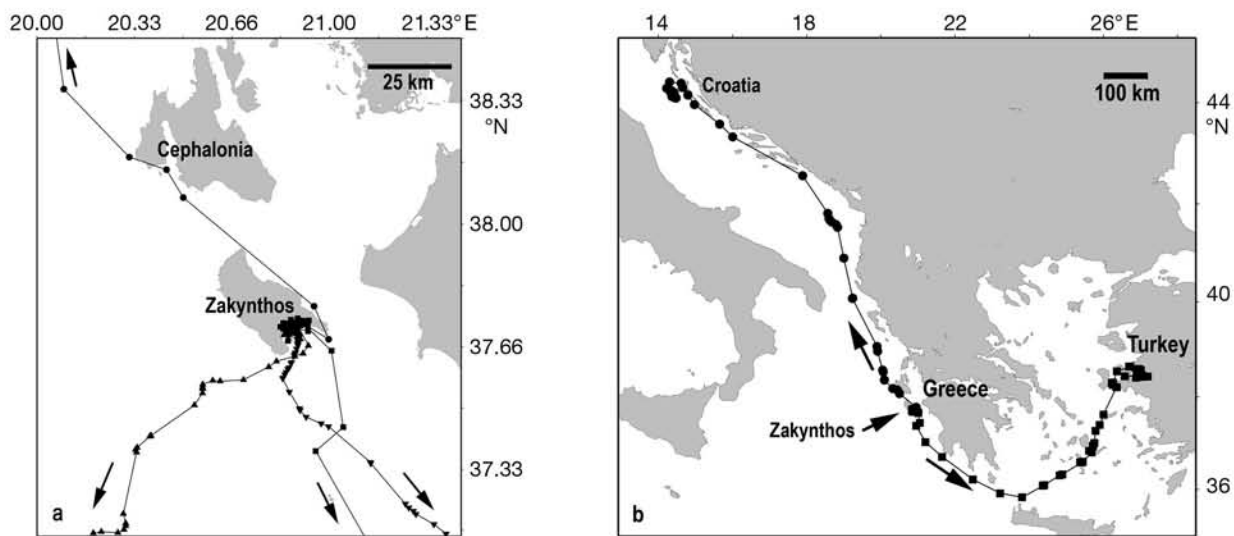 20.00 20.33 20.66 21.00 21.33°E
25 km
38.33
°N
Cephalonia
38.00
Zakynthos
37.66
37.33
a
14 18 22 26°E
100 km
Croatia
44
°N
40
Turkey
Greece
Zakynthos
36
b